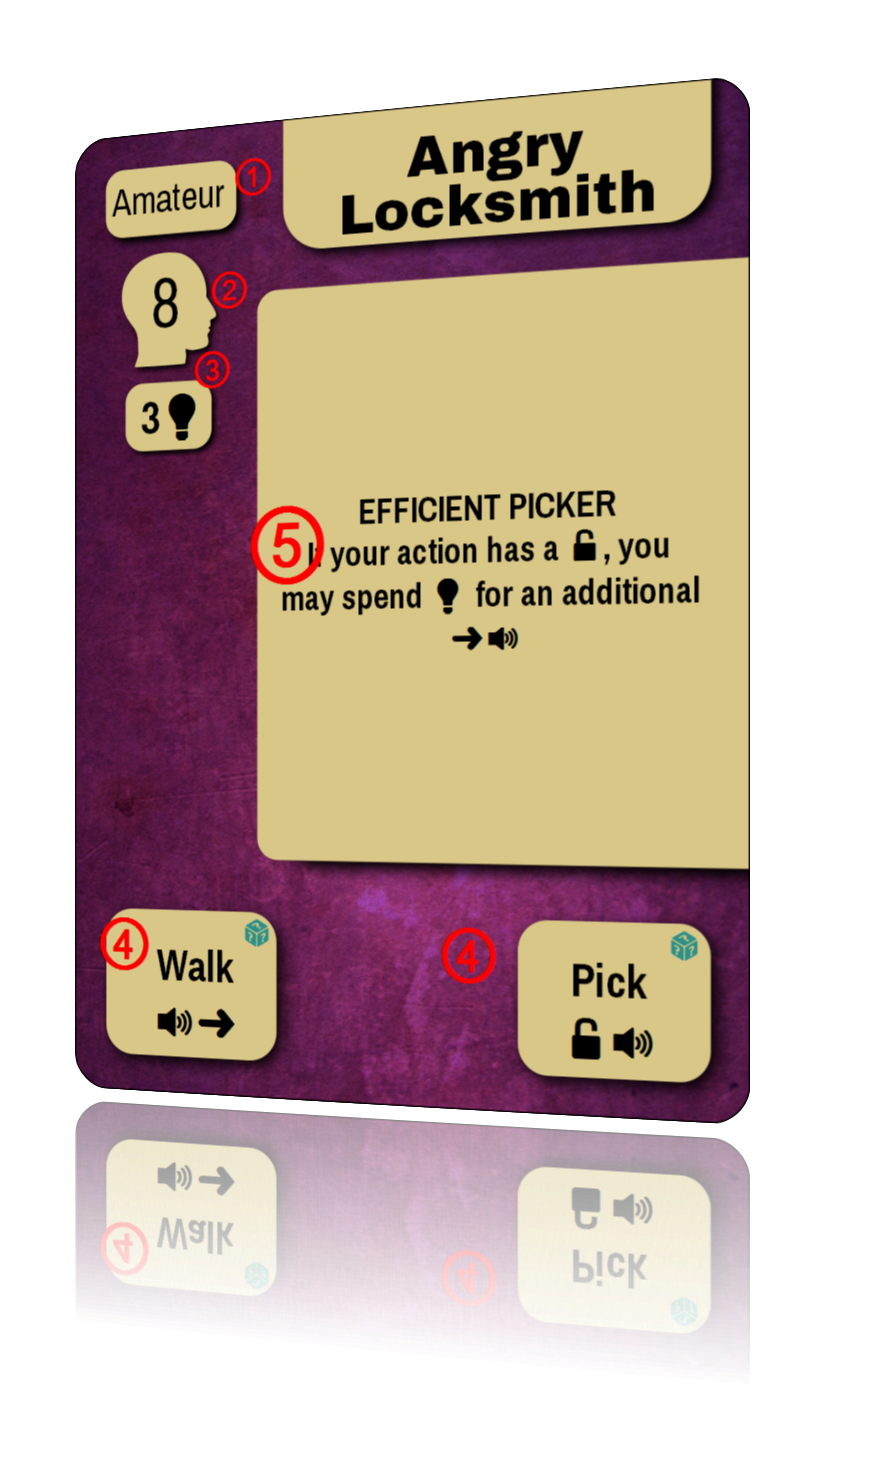 Angry
Locksmith
Amateur
1
8
2
3
3
EFFICIENT PICKER
5
If your action has a , you
may spend for an additional
4
Walk
4
Pick